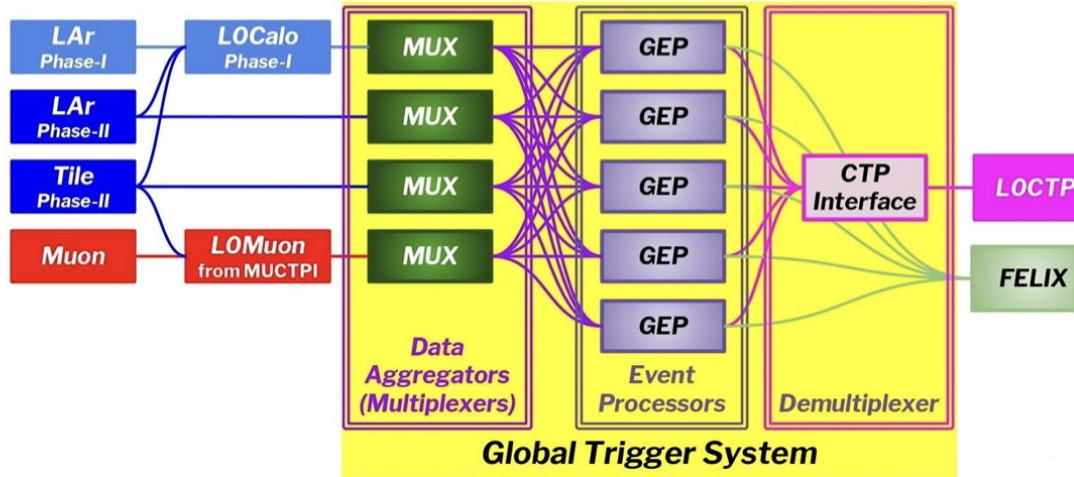 LAr
Phase-I
LAr
Phase-II
Tile
Phase-II
Muon
L0Calo
Phase-I
L0Muon
from MUCTPI
MUX
MUX
MUX
MUX
Data
Aggregators
(Multiplexers)
GEP
GEP
GEP
GEP
GEP
Event
Processors
CTP
Interface
Demultiplexer
L0CTP
FELIX
Global Trigger System